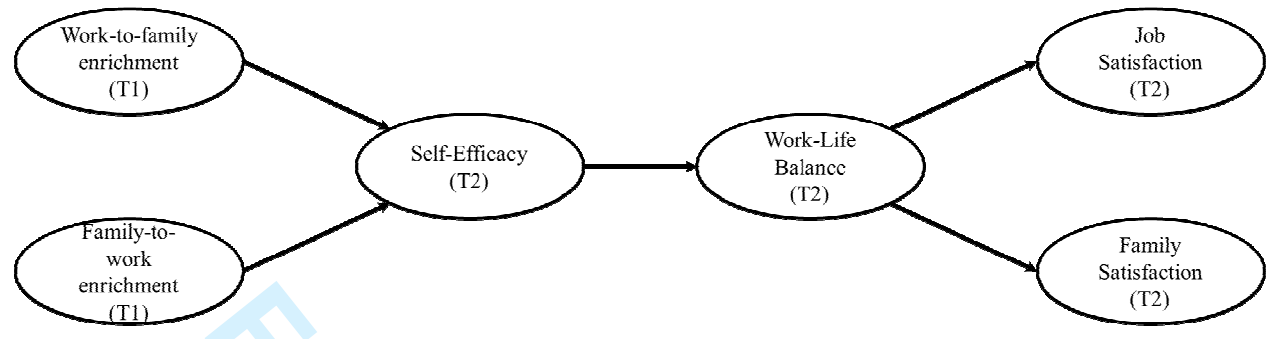 Work-to-family
enrichment
(T1)
Family-to-
work
enrichment
(T1)
Self-Efficacy
(T2)
Work-Life
Balance
(T2)
Job
Satisfaction
(T2)
Family
Satisfaction
(T2)